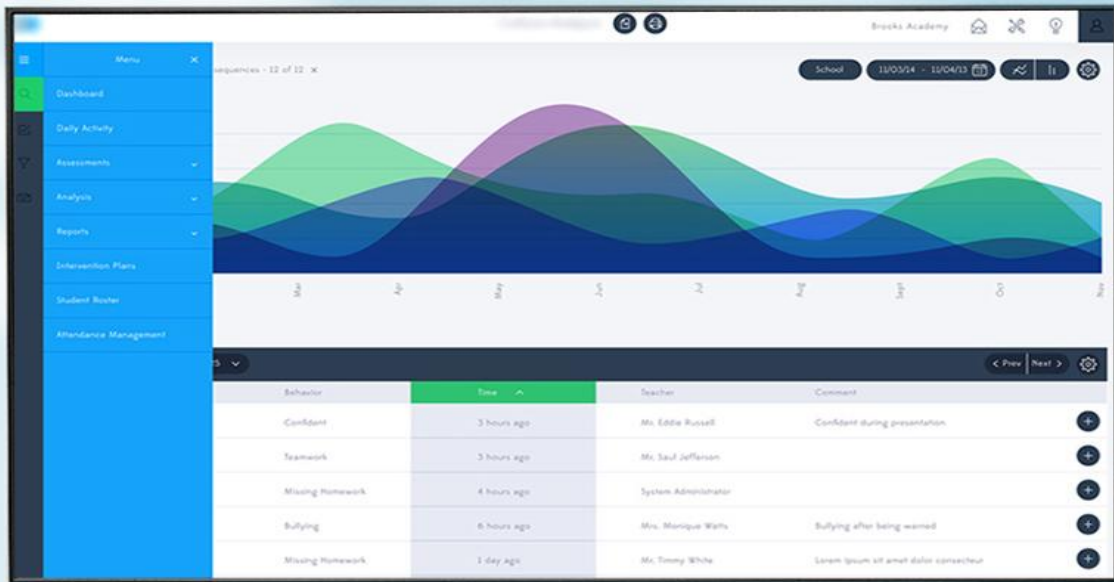 Brooks Academy
Menu ×
sequences - 12 of 12 ×
School 11/03/14 - 11/04/13
Dashboard
Daily Activity
Assessments
Analysis
Reports
Intervention Plans
Student Roster
Attendance Management
Mar Apr May Jun Jul Aug Sept Oct Nov
25
< Prev Next >
Behavior Time Teacher Comment
Confident 3 hours ago Mr. Eddie Russell Confident during presentation
Teamwork 3 hours ago Mr. Saul Jefferson
Missing Homework 4 hours ago System Administrator
Bullying 6 hours ago Mrs. Monique Watts Bullying after being warned
Missing Homework 1 day ago Mr. Timmy White Lorem ipsum sit amet dolor consecteur